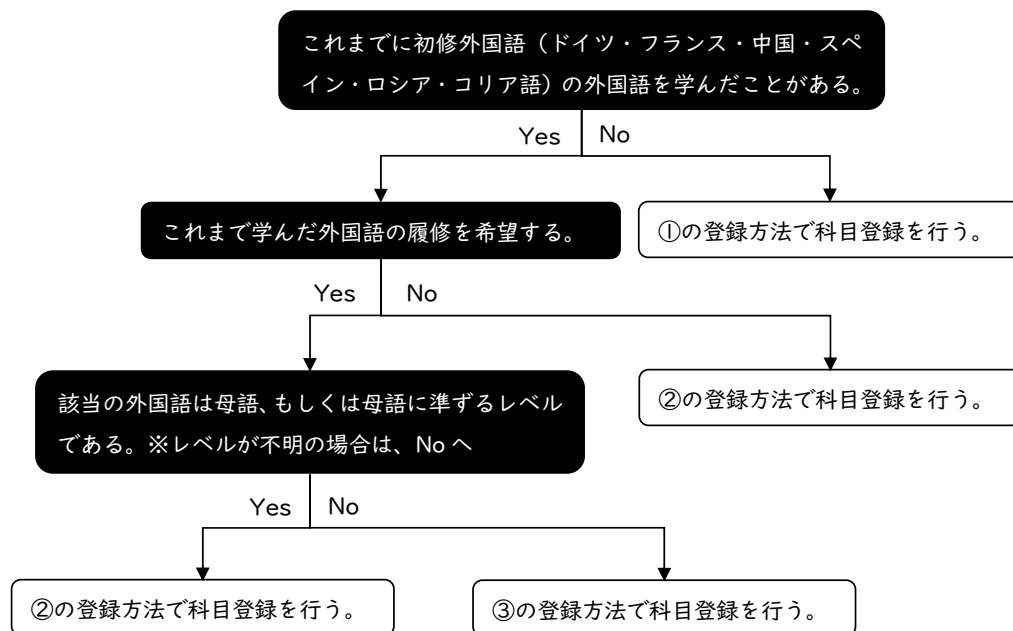 これまでに初修外国語（ドイツ・フランス・中国・スペ
イン・ロシア・コリア語）の外国語を学んだことがある。
Yes
No
これまで学んだ外国語の履修を希望する。
①の登録方法で科目登録を行う。
Yes
No
該当の外国語は母語、もしくは母語に準ずるレベル
である。※レベルが不明の場合は、No へ
②の登録方法で科目登録を行う。
Yes
No
②の登録方法で科目登録を行う。
③の登録方法で科目登録を行う。